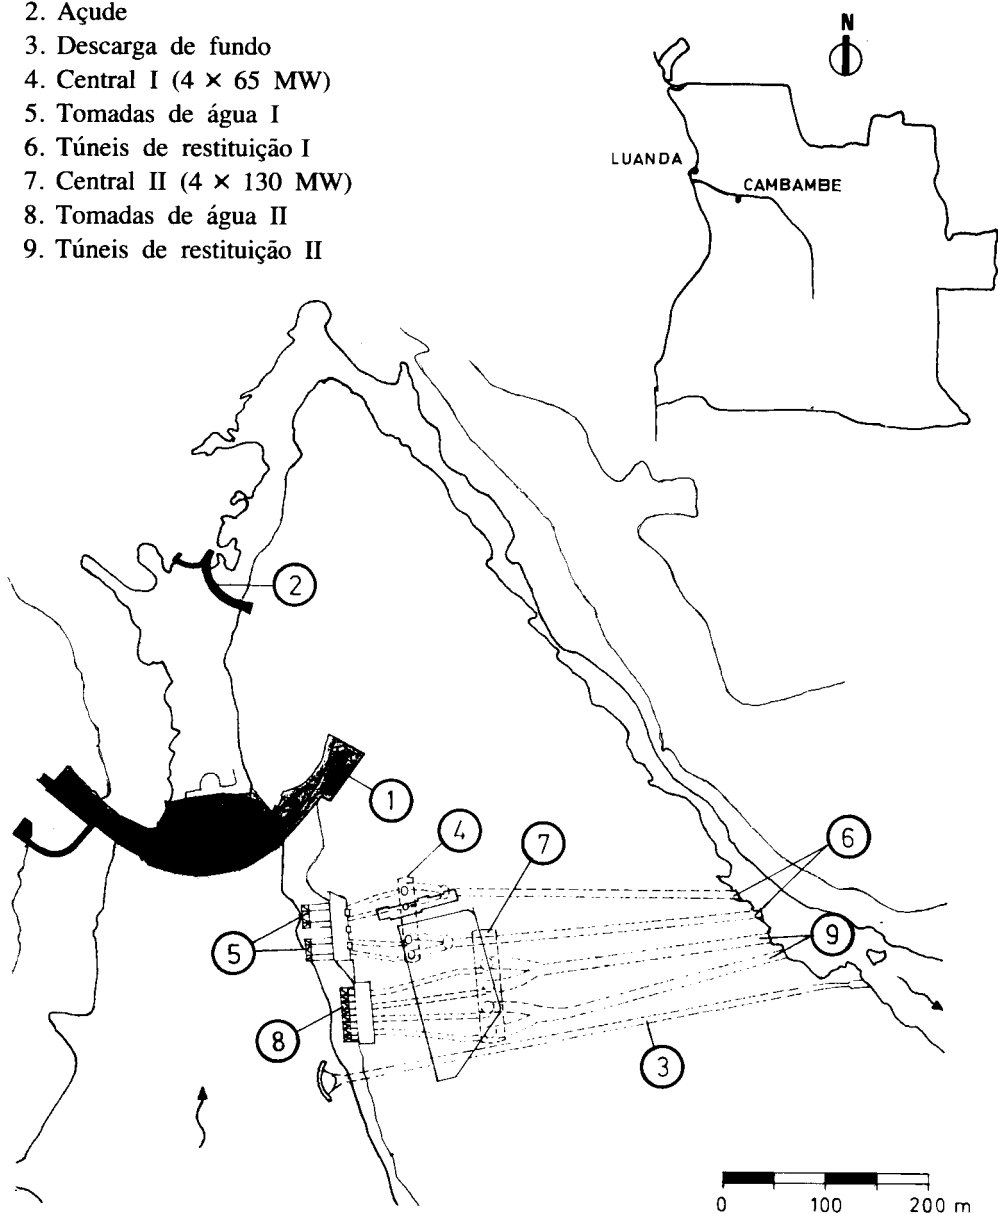 2. Açude
3. Descarga de fundo
4. Central I (4 × 65 MW)
5. Tomadas de água I
6. Túneis de restituição I
7. Central II (4 × 130 MW)
8. Tomadas de água II
9. Túneis de restituição II
N
LUANDA
CAMBAMBE
2
1
4
7
6
5
9
8
3
0 100 200 m